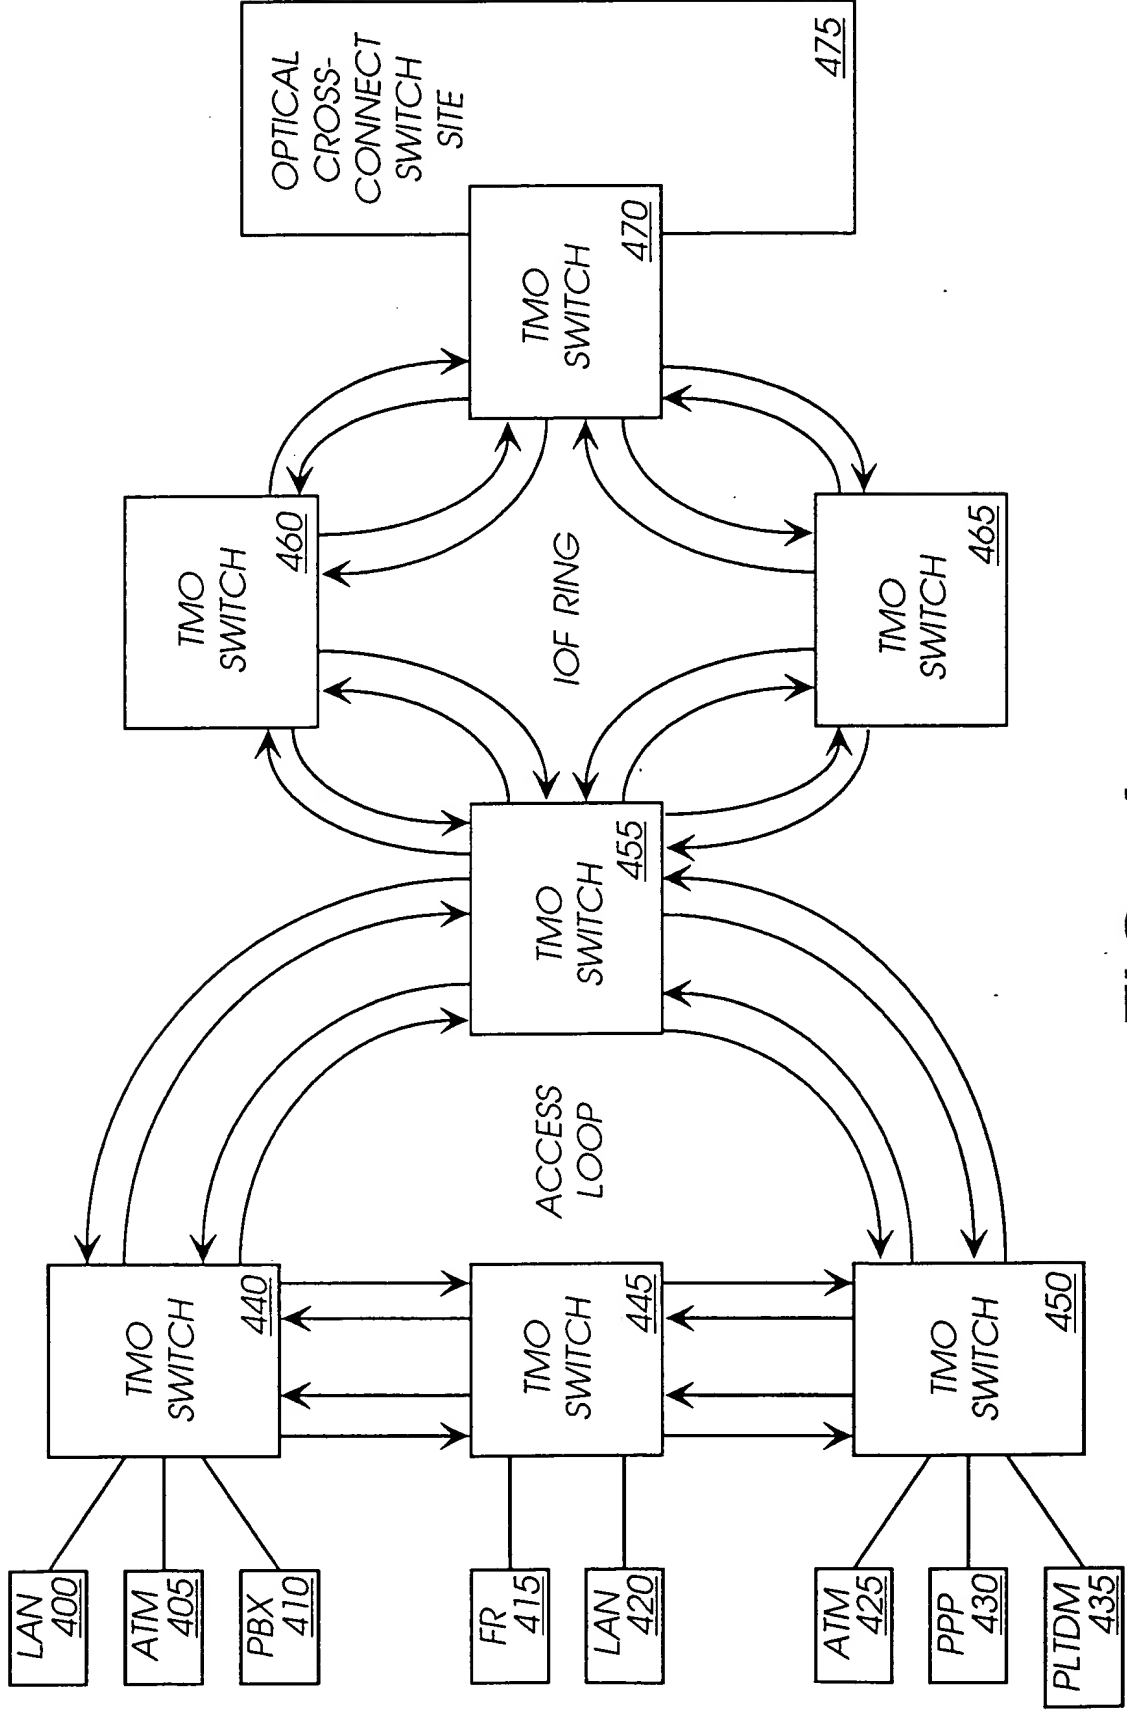 LAN
400
ATM
405
PBX
410
FR
415
LAN
420
ATM
425
PPP
430
PLTDM
435
TMO
SWITCH
440
TMO
SWITCH
445
TMO
SWITCH
450
ACCESS
LOOP
TMO
SWITCH
455
TMO
SWITCH
460
IOF RING
TMO
SWITCH
465
TMO
SWITCH
470
OPTICAL
CROSS-
CONNECT
SWITCH
SITE
475